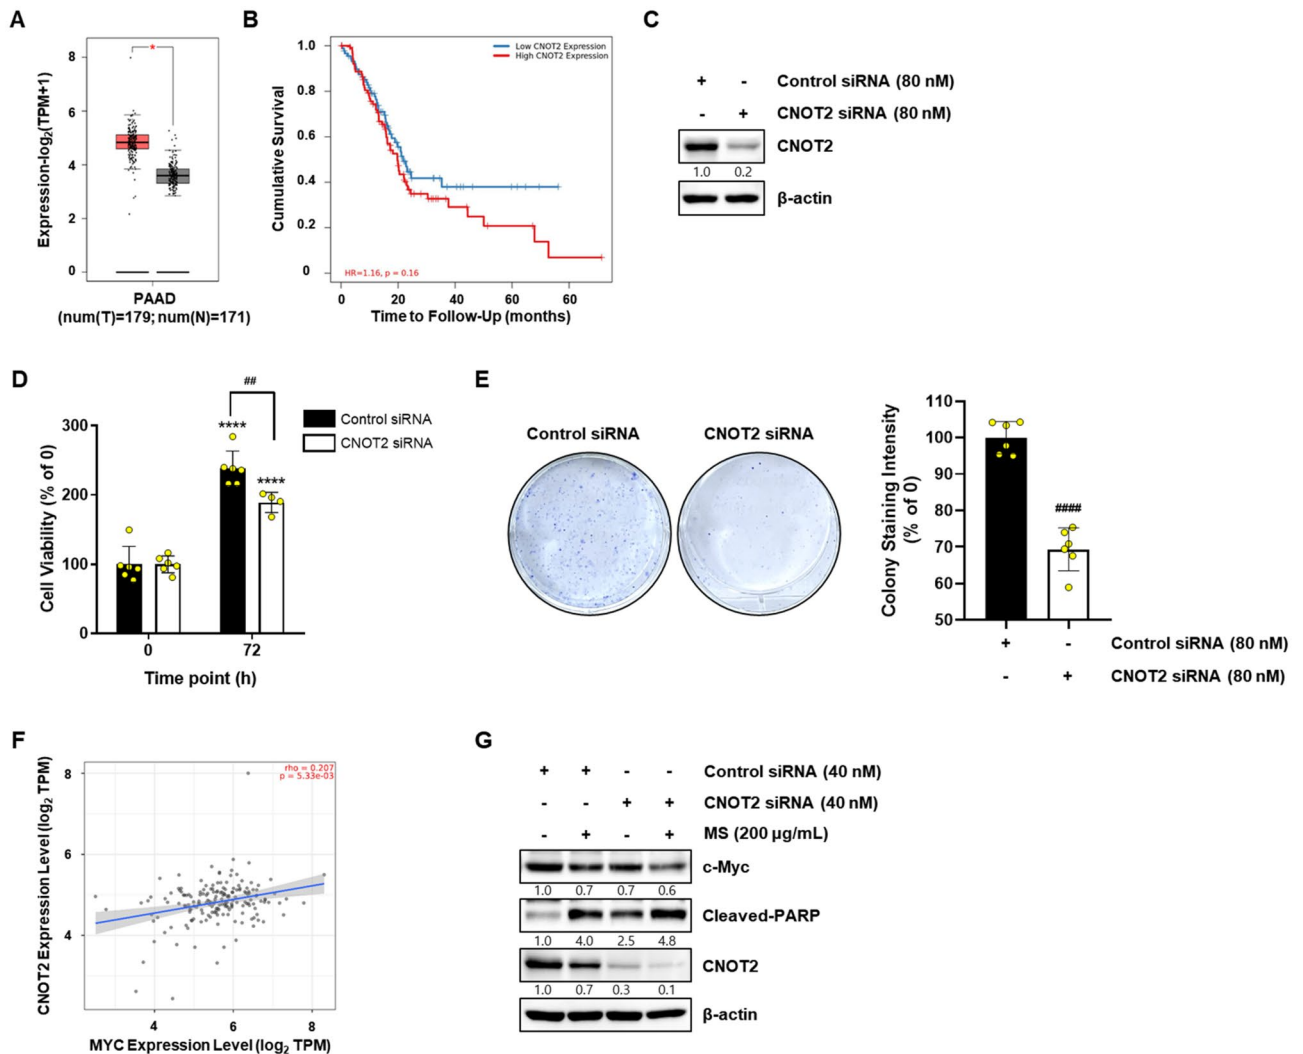 A
Expression-log2(TPM+1)
8
6
4
2
0
*
PAAD
(num(T)=179; num(N)=171)
B
Cumulative Survival
1.0
0.8
0.6
0.4
0.2
0
Low CNOT2 Expression
High CNOT2 Expression
HR=1.16, p = 0.16
0 20 40 60 60
Time to Follow-Up (months)
C
+ - Control siRNA (80 nM)
- + CNOT2 siRNA (80 nM)
CNOT2
1.0 0.2
β-actin
D
Cell Viability (% of 0)
300
200
100
0
##
****
****
Control siRNA
CNOT2 siRNA
0 72
Time point (h)
E
Control siRNA CNOT2 siRNA
Colony Staining Intensity
(% of 0)
110
100
90
80
70
60
50
####
+ - Control siRNA (80 nM)
- + CNOT2 siRNA (80 nM)
F
CNOT2 Expression Level (log2 TPM)
8
6
4
rho = 0.207
p = 5.33e-03
4 6 8
MYC Expression Level (log2 TPM)
G
+ + - - Control siRNA (40 nM)
- - + + CNOT2 siRNA (40 nM)
- + - + MS (200 μg/mL)
c-Myc
1.0 0.7 0.7 0.6
Cleaved-PARP
1.0 4.0 2.5 4.8
CNOT2
1.0 0.7 0.3 0.1
β-actin